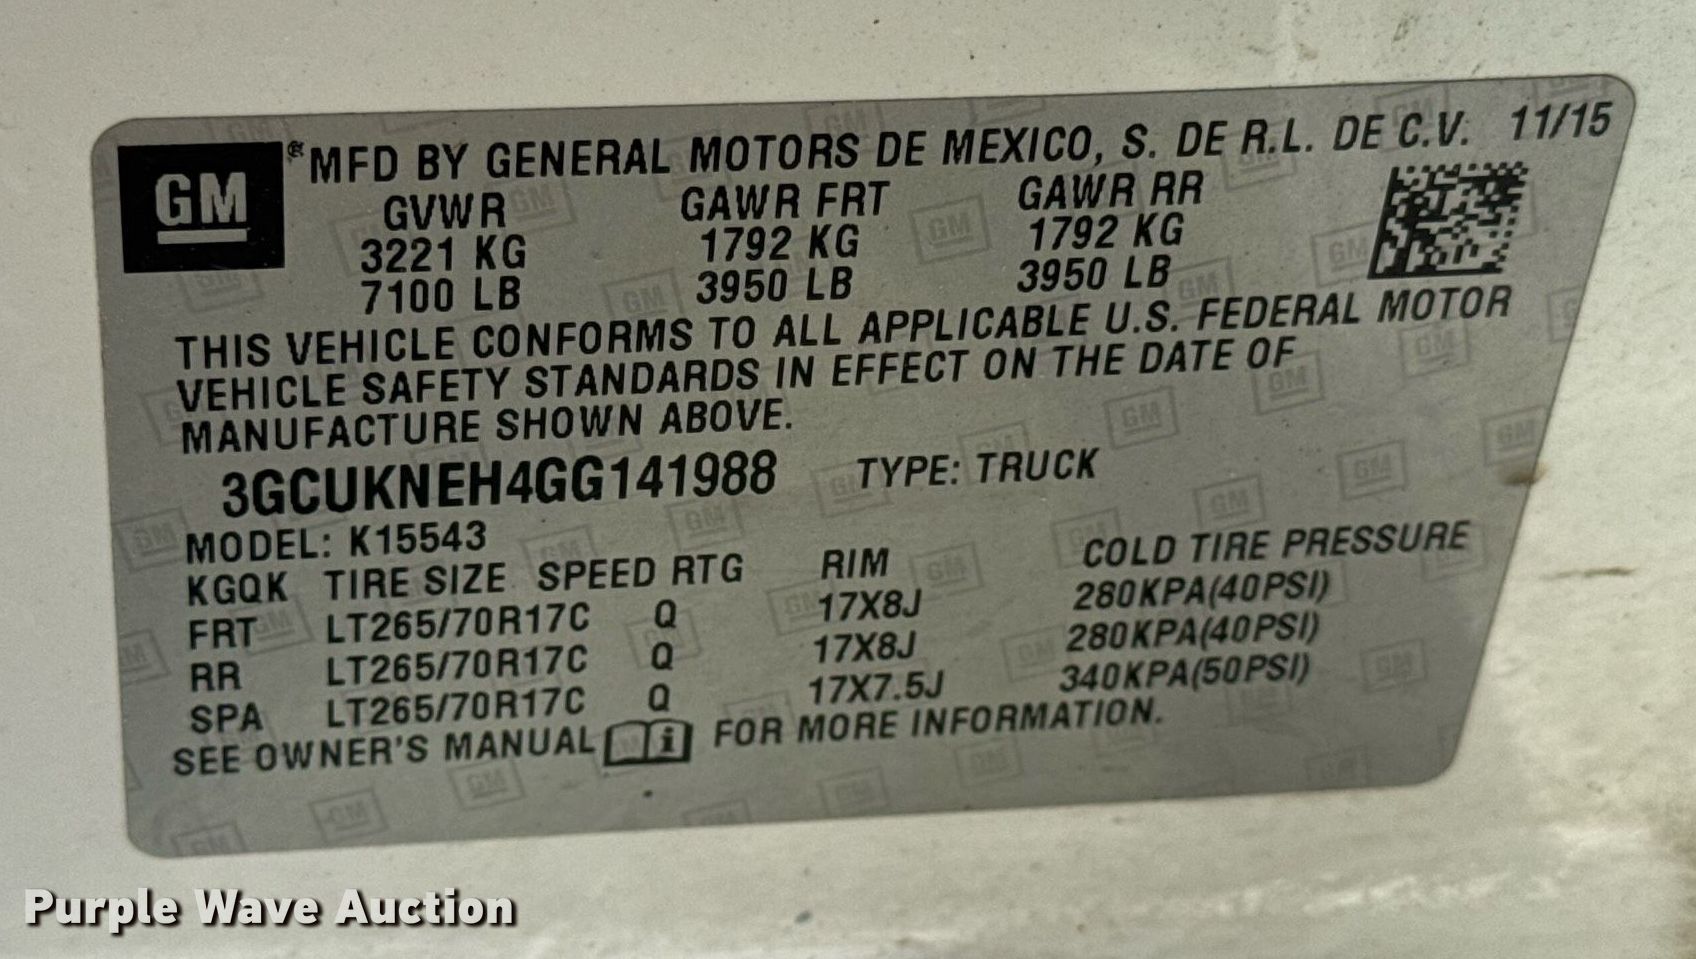 GM
® MFD BY GENERAL MOTORS DE MEXICO, S. DE R.L. DE C.V. 11/15
GVWR GAWR FRT GAWR RR
3221 KG 1792 KG 1792 KG
7100 LB 3950 LB 3950 LB
THIS VEHICLE CONFORMS TO ALL APPLICABLE U.S. FEDERAL MOTOR
VEHICLE SAFETY STANDARDS IN EFFECT ON THE DATE OF
MANUFACTURE SHOWN ABOVE.
3GCUKNEH4GG141988 TYPE: TRUCK
MODEL: K15543
KGQK TIRE SIZE SPEED RTG RIM COLD TIRE PRESSURE
FRT LT265/70R17C Q 17X8J 280KPA(40PSI)
RR LT265/70R17C Q 17X8J 280KPA(40PSI)
SPA LT265/70R17C Q 17X7.5J 340KPA(50PSI)
SEE OWNER'S MANUAL i FOR MORE INFORMATION.
Purple Wave Auction